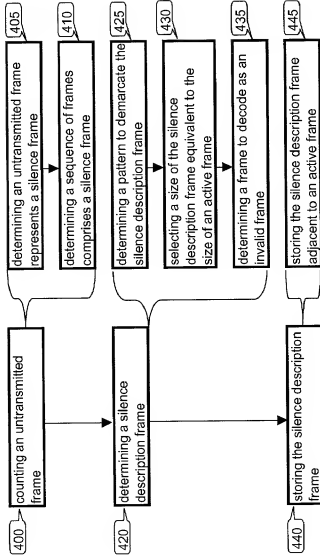 400
counting an untransmitted
frame
405
determining an untransmitted frame
represents a silence frame
410
determining a sequence of frames
comprises a silence frame
420
determining a silence
description frame
425
determining a pattern to demarcate the
silence description frame
430
selecting a size of the silence
description frame equivalent to the
size of an active frame
435
determining a frame to decode as an
invalid frame
440
storing the silence description
frame
445
storing the silence description frame
adjacent to an active frame